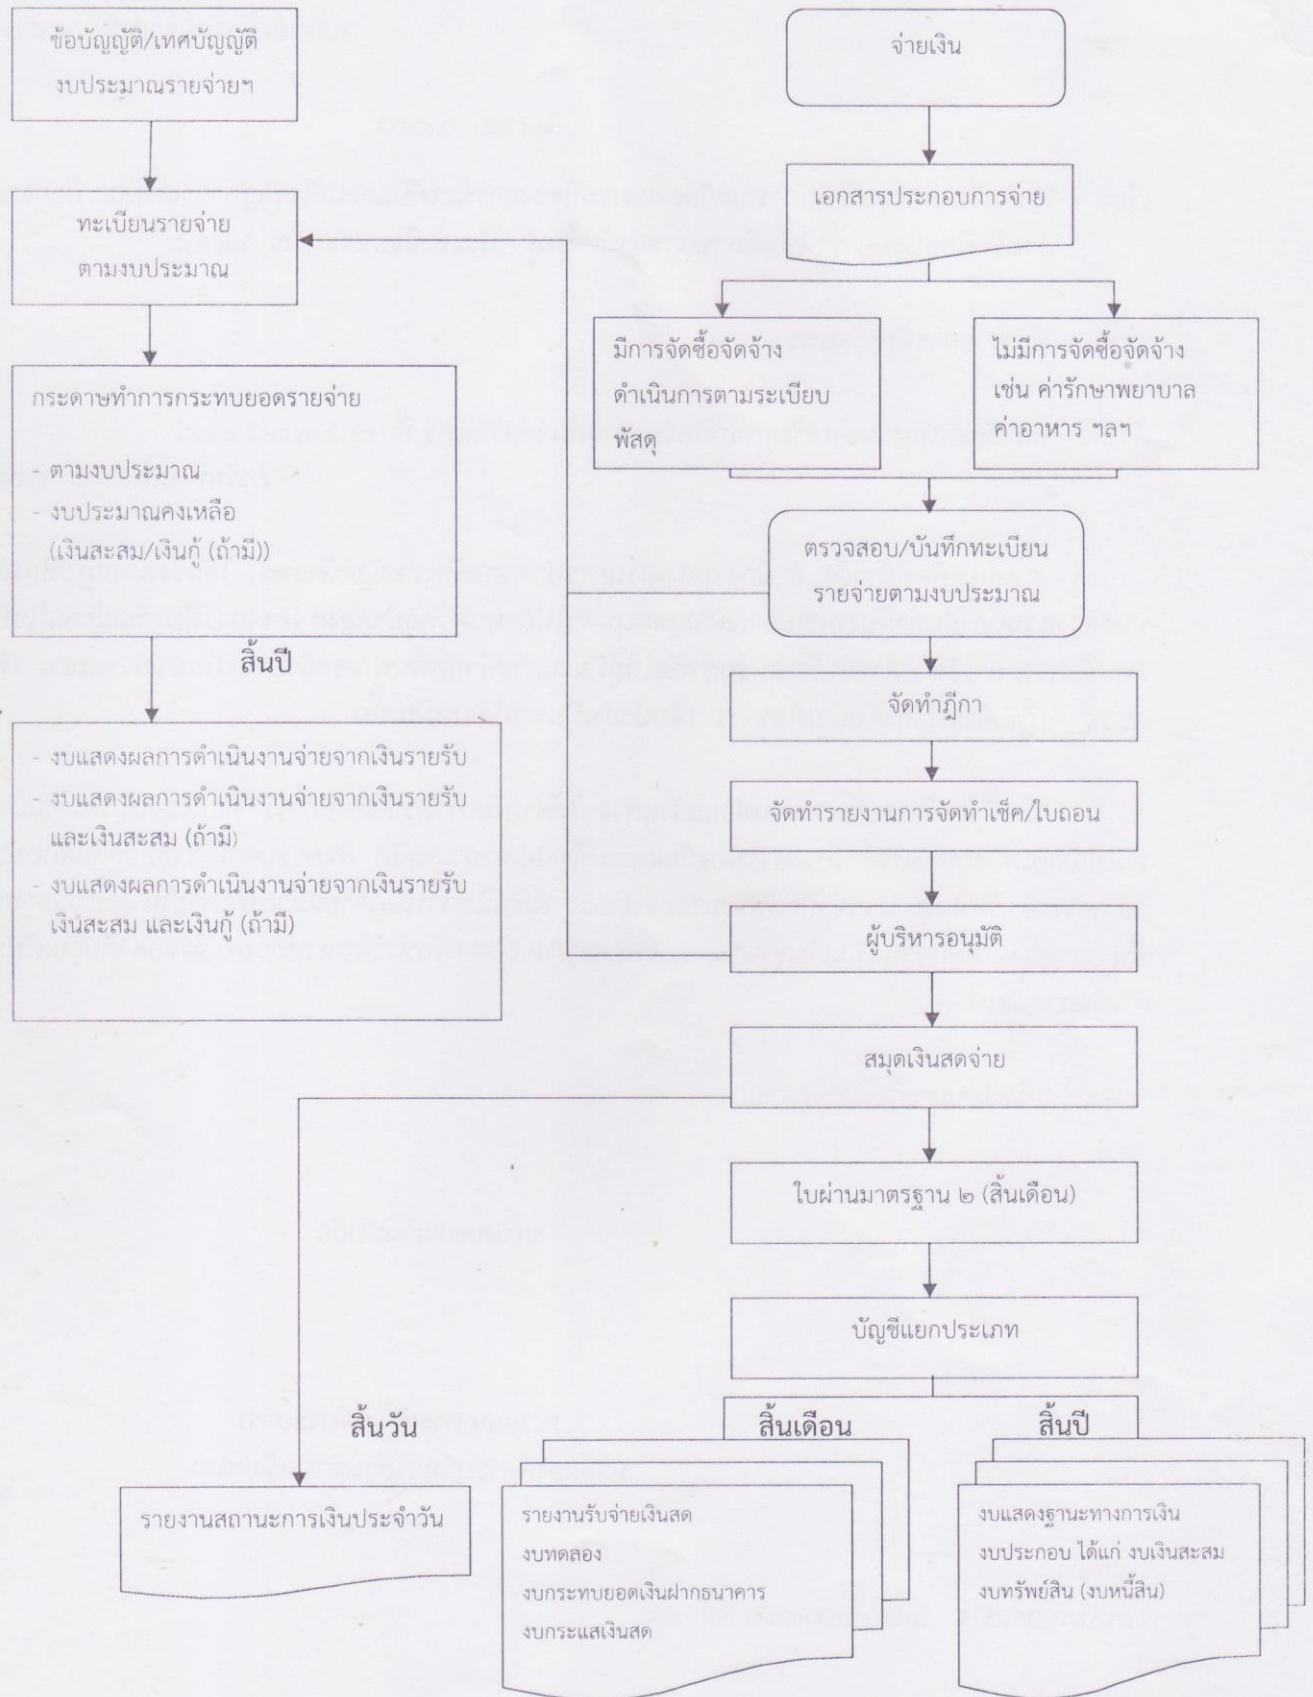 ข้อบัญญัติ/เทศบัญญัติ
งบประมาณรายจ่ายฯ
ทะเบียนรายจ่าย
ตามงบประมาณ
กระดาษทำการกระทบยอดรายจ่าย
ตามงบประมาณ
- งบประมาณคงเหลือ
(เงินสะสม/เงินกู้ (ถ้ามี))
สิ้นปี
- งบแสดงผลการดำเนินงานจ่ายจากเงินรายรับ
- งบแสดงผลการดำเนินงานจ่ายจากเงินรายรับ
และเงินสะสม (ถ้ามี)
- งบแสดงผลการดำเนินงานจ่ายจากเงินรายรับ
เงินสะสม และเงินกู้ (ถ้ามี)
จ่ายเงิน
เอกสารประกอบการจ่าย
มีการจัดซื้อจัดจ้าง
ดำเนินการตามระเบียบ
พัสดุ
ไม่มีการจัดซื้อจัดจ้าง
เช่น ค่ารักษาพยาบาล
ค่าอาหาร ฯลฯ
ตรวจสอบ/บันทึกทะเบียน
รายจ่ายตามงบประมาณ
จัดทำฎีกา
จัดทำรายงานการจัดทำเช็ค/ใบถอน
ผู้บริหารอนุมัติ
สมุดเงินสดจ่าย
ใบผ่านมาตรฐาน ๒ (สิ้นเดือน)
บัญชีแยกประเภท
สิ้นวัน
รายงานสถานะการเงินประจำวัน
สิ้นเดือน
รายงานรับจ่ายเงินสด
งบทดลอง
งบกระทบยอดเงินฝากธนาคาร
งบกระแสเงินสด
สิ้นปี
งบแสดงฐานะทางการเงิน
งบประกอบ ได้แก่ งบเงินสะสม
งบทรัพย์สิน (งบหนี้สิน)